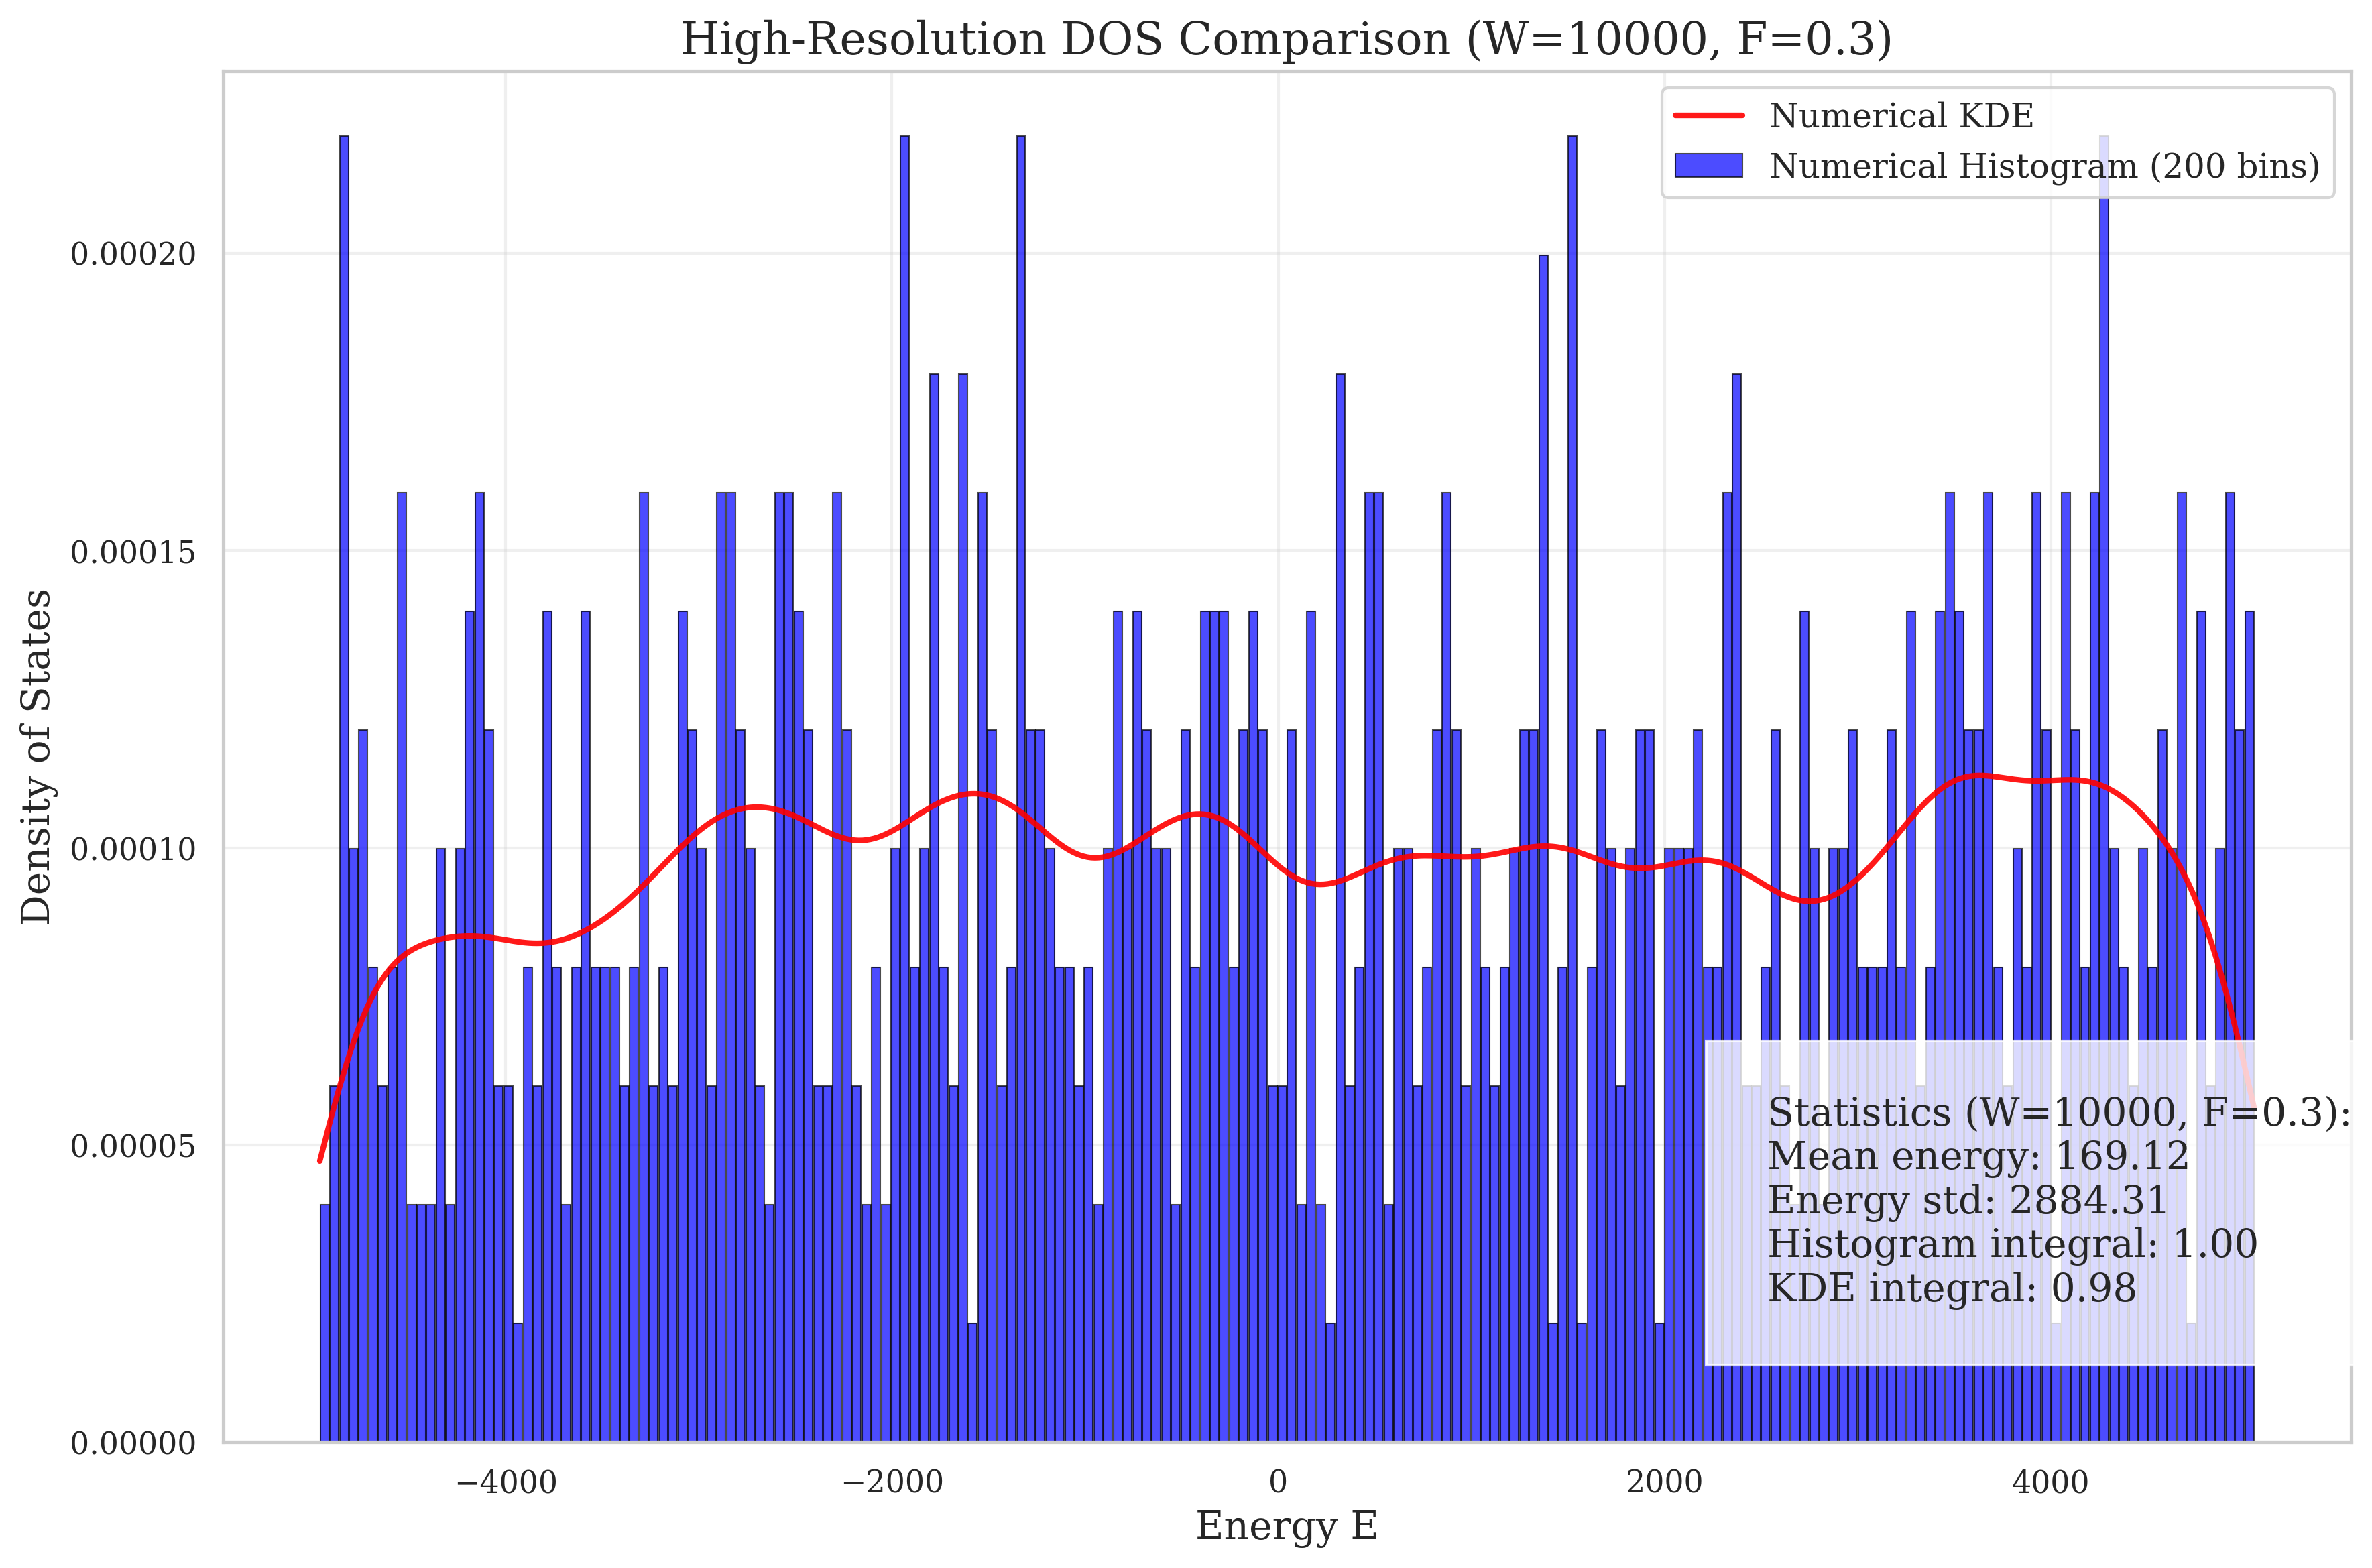 High-Resolution DOS Comparison (W=10000, F=0.3)
Numerical KDE
Numerical Histogram (200 bins)
Density of States
0.00020
0.00015
0.00010
0.00005
0.00000
Statistics (W=10000, F=0.3):
Mean energy: 169.12
Energy std: 2884.31
Histogram integral: 1.00
KDE integral: 0.98
−4000
−2000
0
2000
4000
Energy E